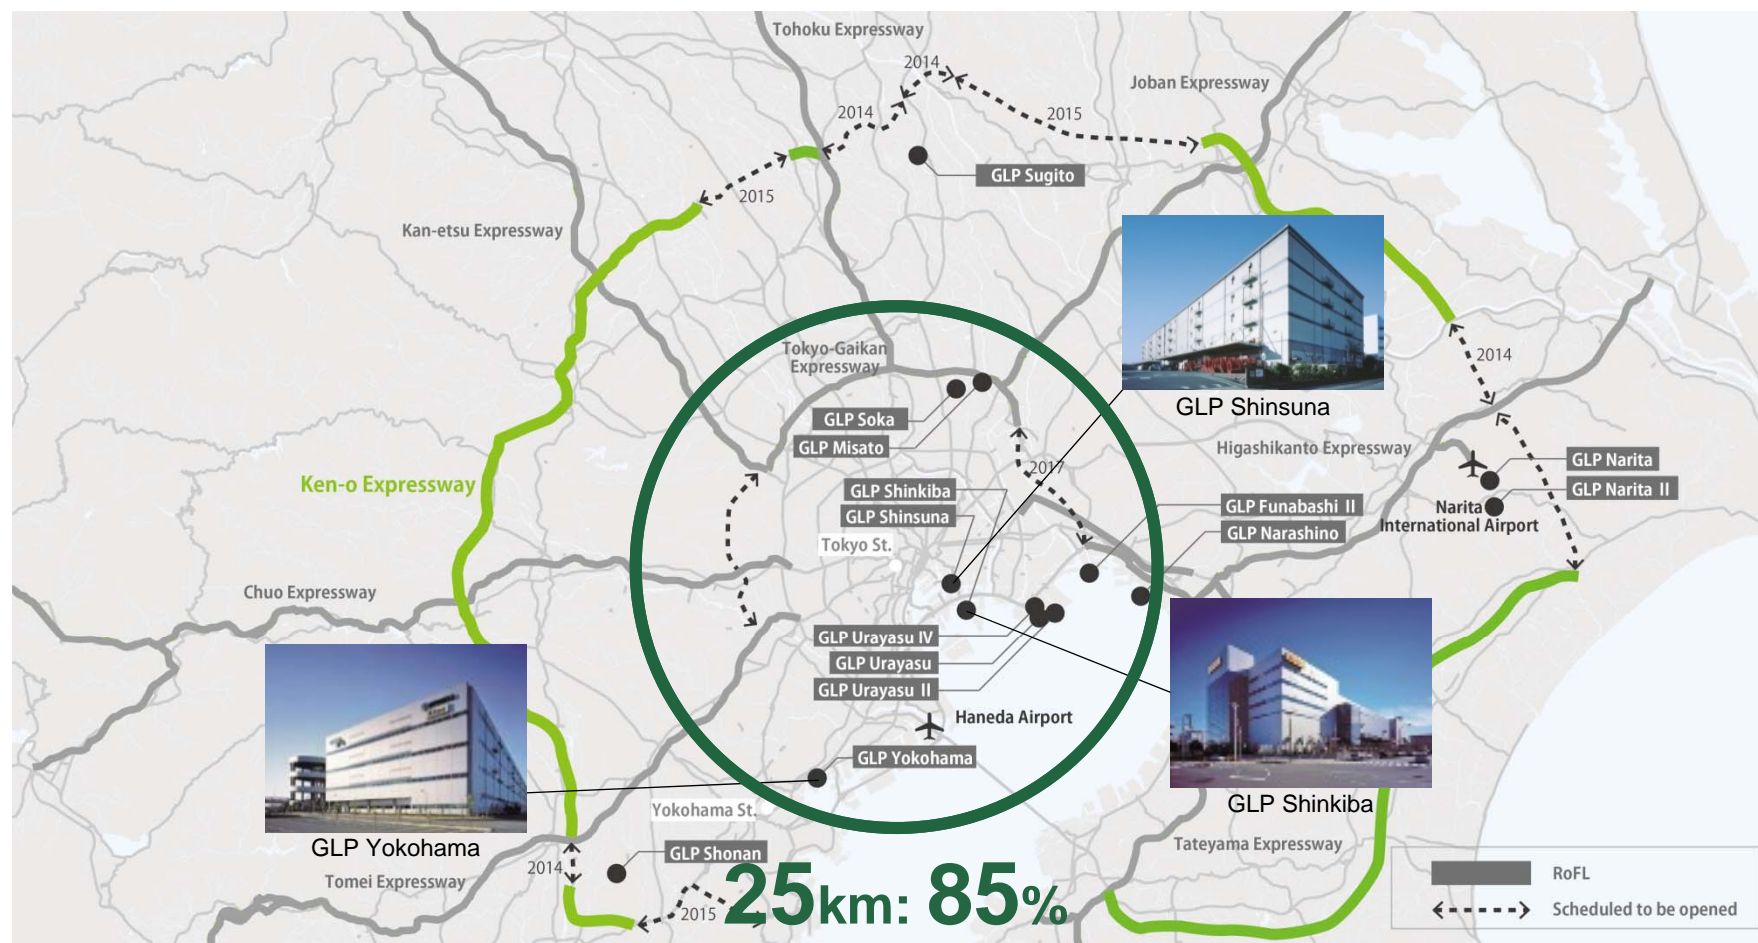 Tohoku Expressway
2014
Joban Expressway
2014
2015
GLP Sugito
2015
Kan-etsu Expressway
Tokyo-Gaikan
Expressway
2014
GLP Shinsuna
GLP Soka
GLP Misato
Higashikanto Expressway
2017
GLP Narita
Ken-o Expressway
GLP Shinkiba
GLP Narita II
GLP Shinsuna
GLP Funabashi II
Narita
International Airport
GLP Narashino
Tokyo St.
Chuo Expressway
GLP Urayasu IV
GLP Urayasu
GLP Urayasu II
Haneda Airport
GLP Yokohama
GLP Shinkiba
Yokohama St.
GLP Yokohama
Tateyama Expressway
GLP Shonan
2014
Tomei Expressway
2015
25km: 85%
RoFL
Scheduled to be opened